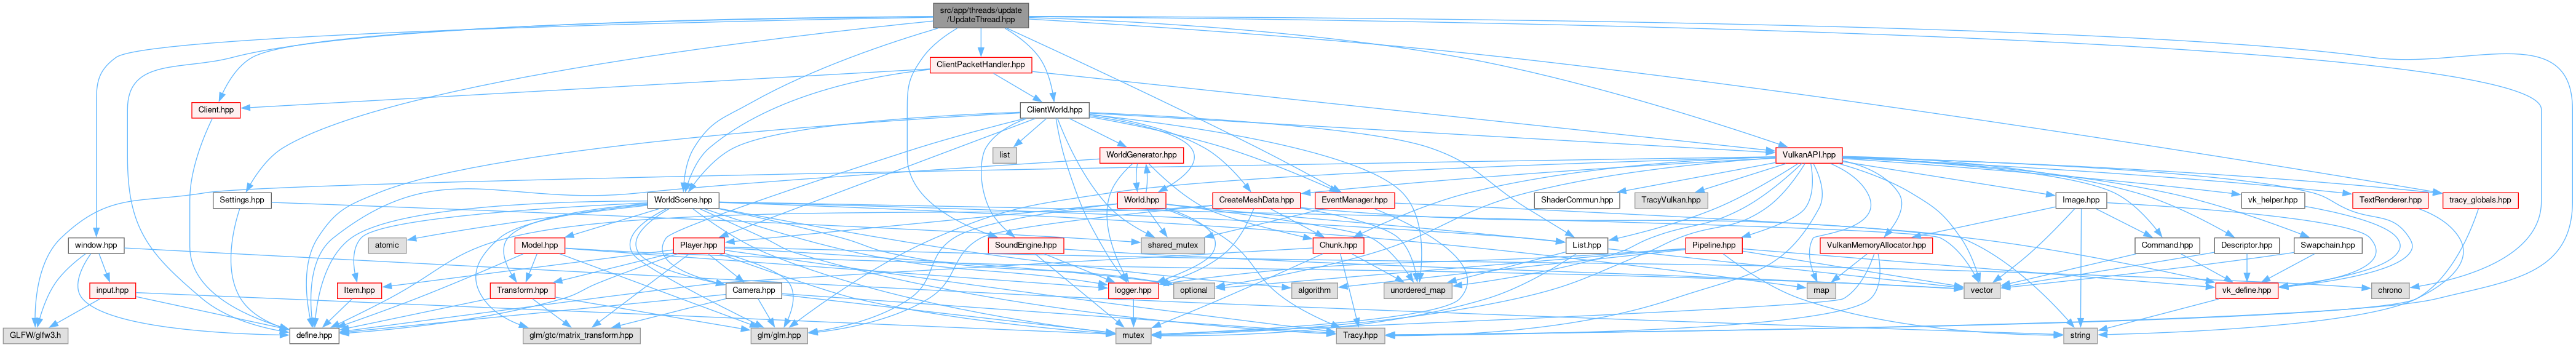 src/app/threads/update
/UpdateThread.hpp
ClientPacketHandler.hpp
Client.hpp
ClientWorld.hpp
list
WorldGenerator.hpp
VulkanAPI.hpp
Settings.hpp
WorldScene.hpp
World.hpp
CreateMeshData.hpp
EventManager.hpp
ShaderCommun.hpp
TracyVulkan.hpp
Image.hpp
vk_helper.hpp
TextRenderer.hpp
tracy_globals.hpp
window.hpp
atomic
Model.hpp
Player.hpp
shared_mutex
SoundEngine.hpp
Chunk.hpp
List.hpp
Pipeline.hpp
VulkanMemoryAllocator.hpp
Command.hpp
Descriptor.hpp
Swapchain.hpp
input.hpp
Item.hpp
Transform.hpp
Camera.hpp
logger.hpp
optional
algorithm
unordered_map
map
vector
vk_define.hpp
chrono
GLFW/glfw3.h
define.hpp
glm/gtc/matrix_transform.hpp
glm/glm.hpp
mutex
Tracy.hpp
string